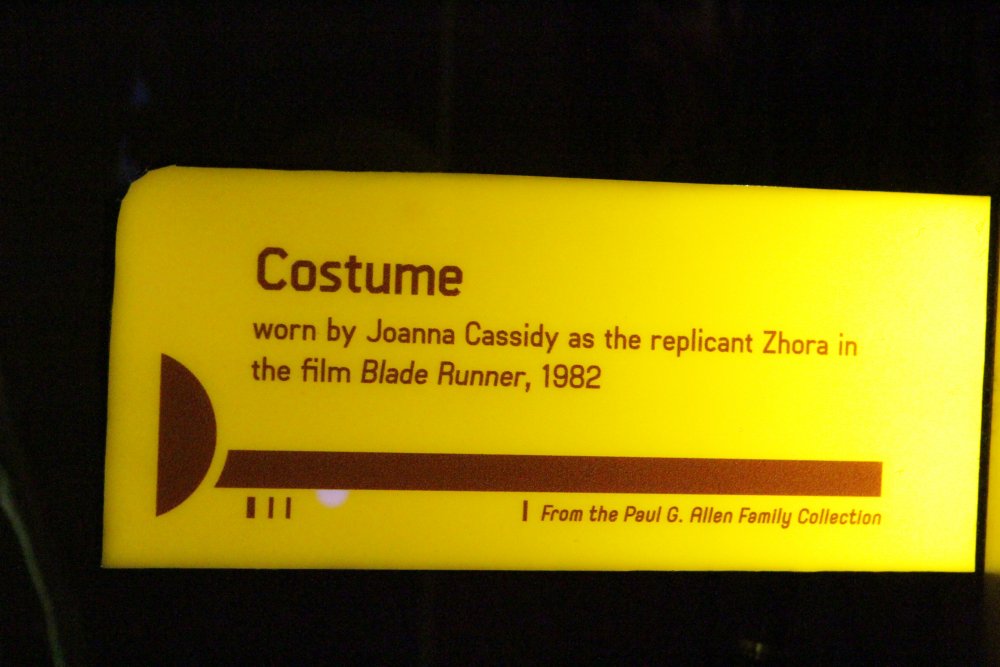 Costume
worn by Joanna Cassidy as the replicant Zhora in
the film Blade Runner, 1982
From the Paul G. Allen Family Collection